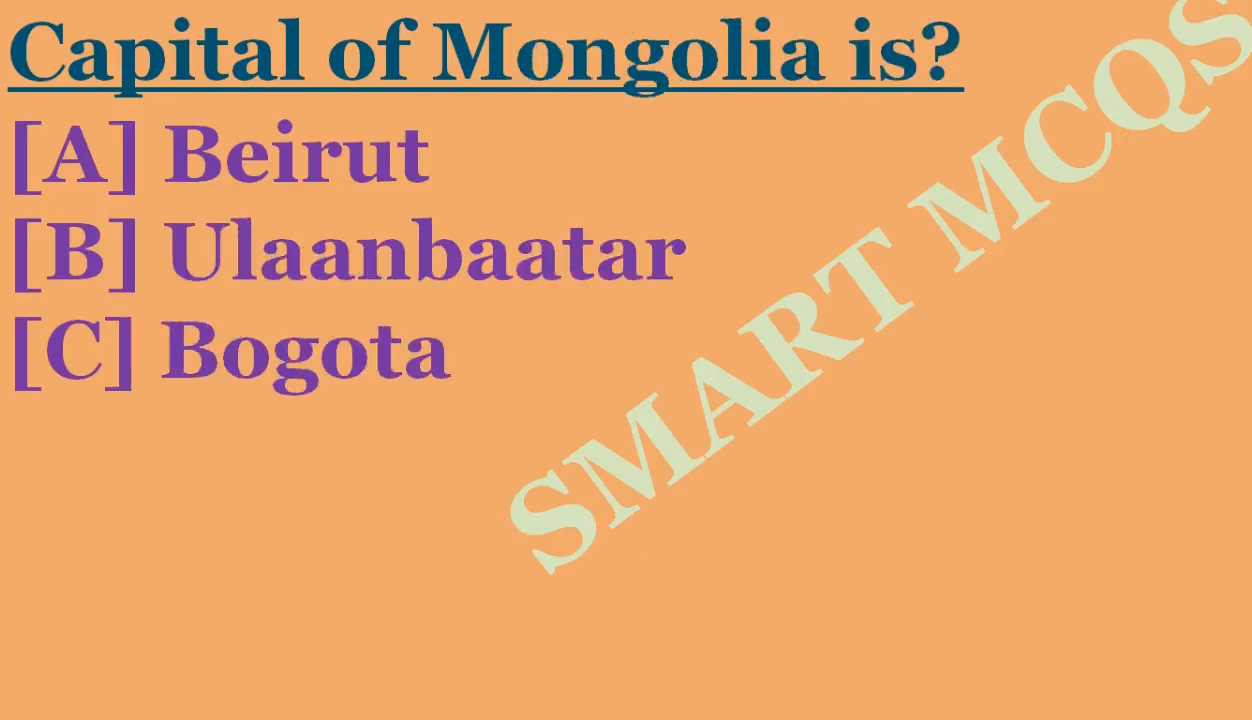 Capital of Mongolia is?
[A] Beirut
[B] Ulaanbaatar
[C] Bogota
SMART MCQS